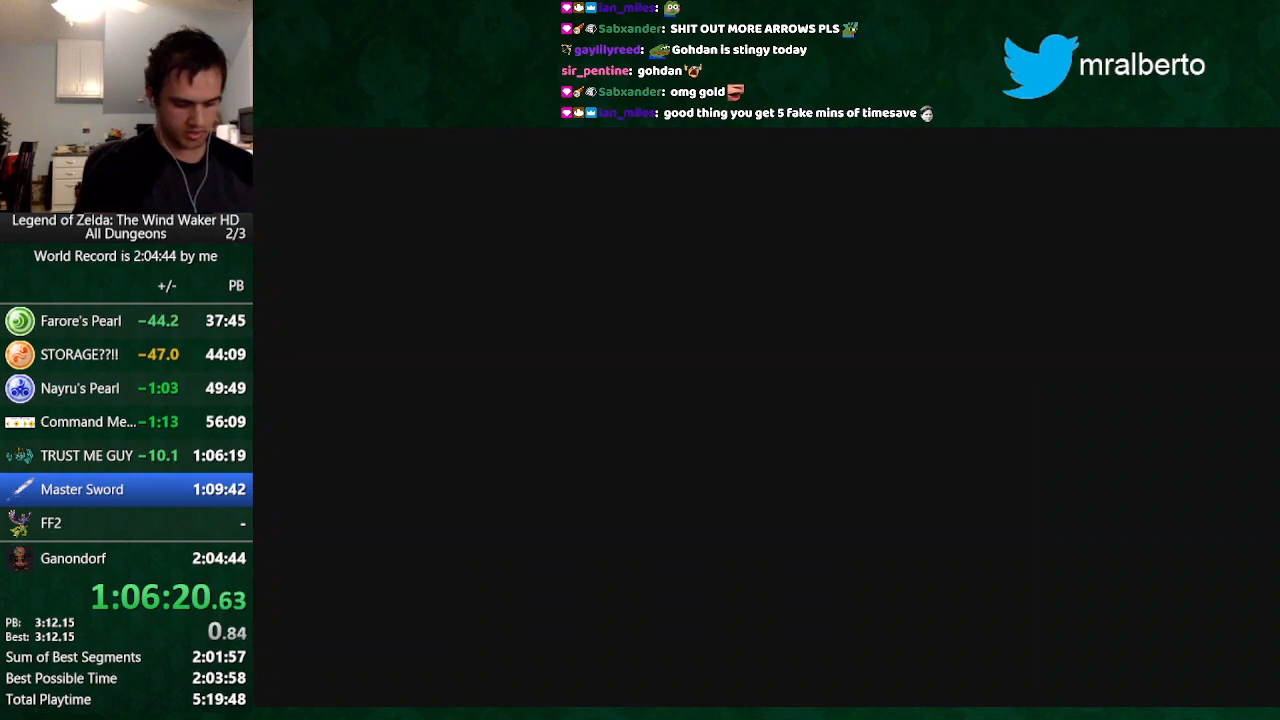 Ian_miles:
Sabxander: SHIT OUT MORE ARROWS PLS
gaylllyreed: Gohdan is stingy today
sir_pentine: gohdan
Sabxander: omg gold
Ian_miles: good thing you get 5 fake mins of timesave
mralberto
Legend of Zelda: The Wind Waker HD
All Dungeons 2/3
World Record is 2:04:44 by me
+/- PB
Farore's Pearl -44.2 37:45
STORAGE??!! -47.0 44:09
Nayru's Pearl -1:03 49:49
Command Me... -1:13 56:09
TRUST ME GUY -10.1 1:06:19
Master Sword 1:09:42
FF2 -
Ganondorf 2:04:44
1:06:20.63
PB: 3:12.15
Best: 3:12.15
0.84
Sum of Best Segments 2:01:57
Best Possible Time 2:03:58
Total Playtime 5:19:48